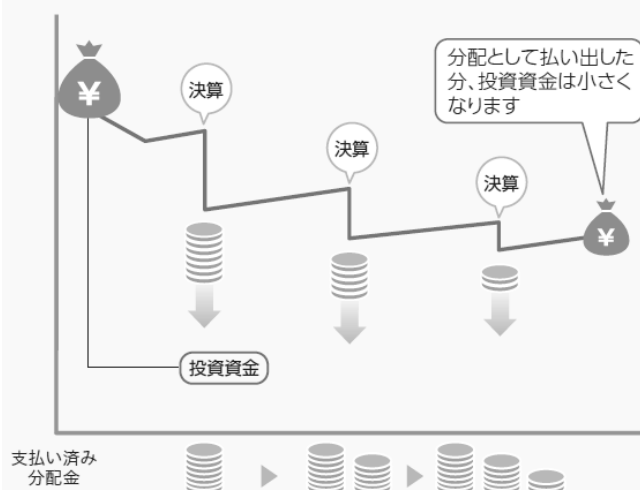 分配として払い出した
分、投資資金は小さく
なります
¥
決算
決算
決算
¥
投資資金
支払い済み
分配金